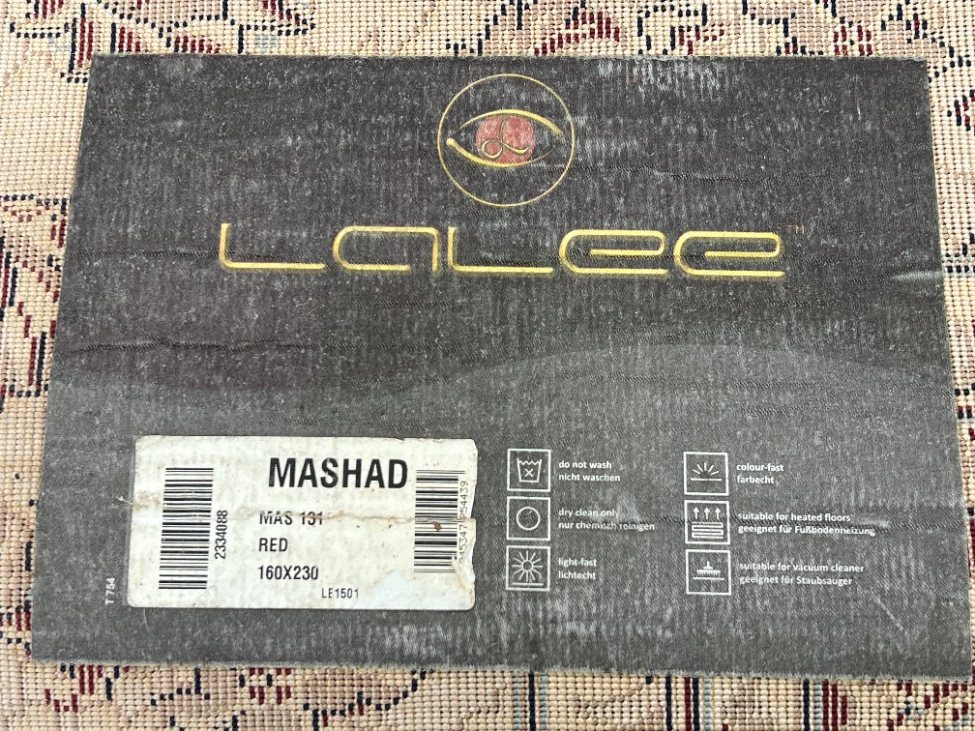 LaLee™
MASHAD
MAS 131
RED
160X230
LE1501
2334088
T764
do not wash
nicht waschen
dry clean only
nur chemisch reinigen
light-fast
lichtecht
colour-fast
farbecht
suitable for heated floors
geeignet für Fußbodenheizung
suitable for vacuum cleaner
geeignet für Staubsauger